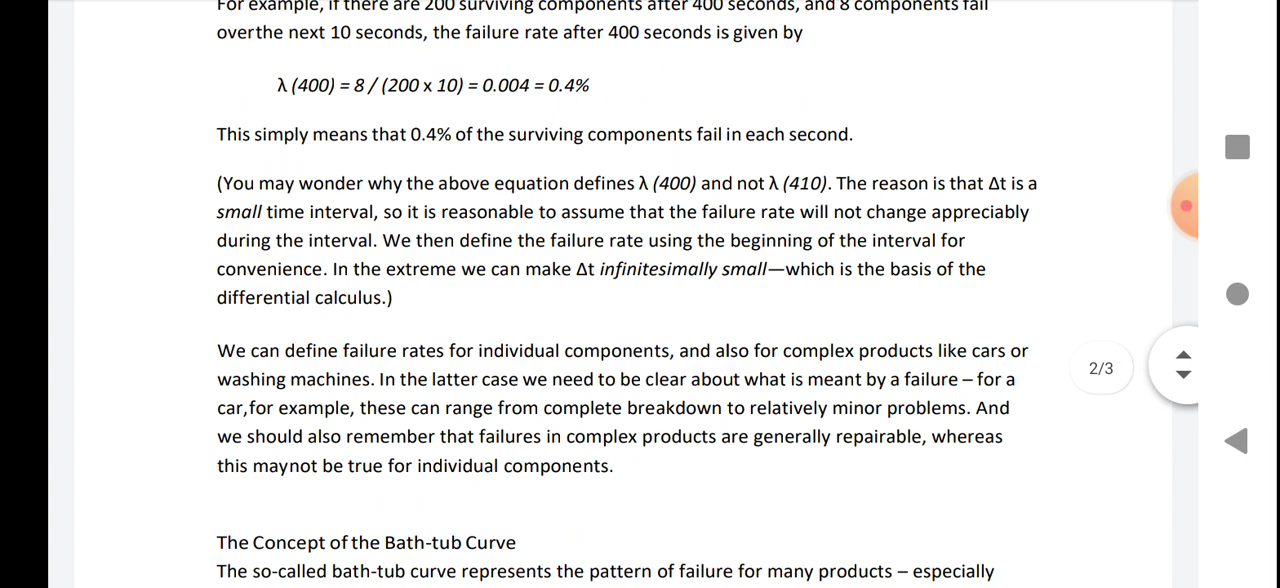 For example, if there are 200 surviving components after 400 seconds, and 8 components fail
overthe next 10 seconds, the failure rate after 400 seconds is given by
λ (400) = 8 / (200 x 10) = 0.004 = 0.4%
This simply means that 0.4% of the surviving components fail in each second.
(You may wonder why the above equation defines λ (400) and not λ (410). The reason is that Δt is a
small time interval, so it is reasonable to assume that the failure rate will not change appreciably
during the interval. We then define the failure rate using the beginning of the interval for
convenience. In the extreme we can make Δt infinitesimally small—which is the basis of the
differential calculus.)
We can define failure rates for individual components, and also for complex products like cars or
washing machines. In the latter case we need to be clear about what is meant by a failure – for a
car,for example, these can range from complete breakdown to relatively minor problems. And
we should also remember that failures in complex products are generally repairable, whereas
this maynot be true for individual components.
2/3
The Concept of the Bath-tub Curve
The so-called bath-tub curve represents the pattern of failure for many products – especially